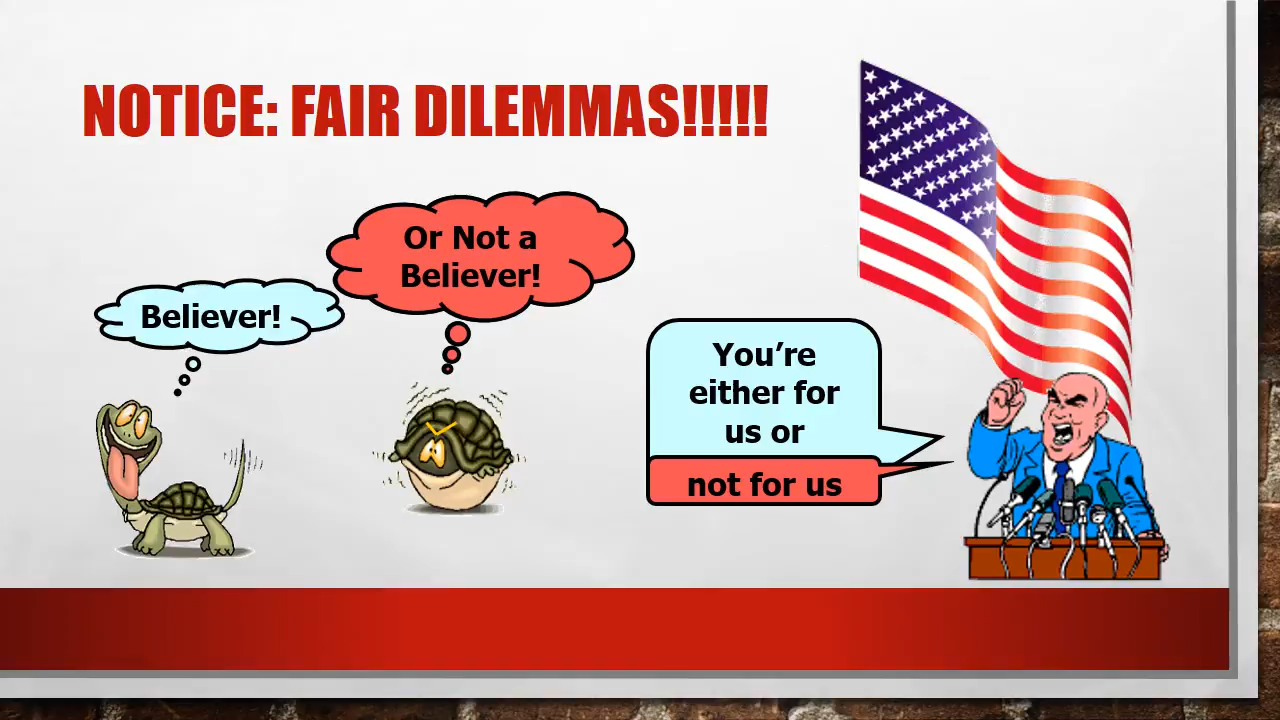 NOTICE: FAIR DILEMMAS!!!!!
Believer!
Or Not a
Believer!
You’re
either for
us or
not for us